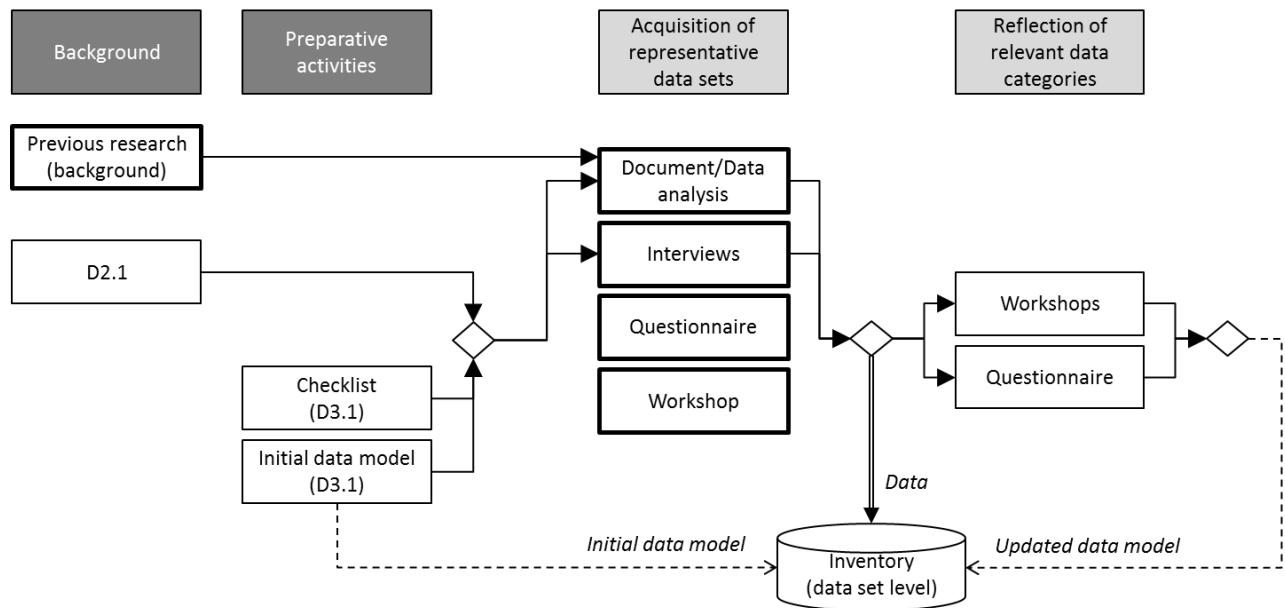 Background
Preparative
activities
Acquisition of
representative
data sets
Reflection of
relevant data
categories
Previous research
(background)
Document/Data
analysis
D2.1
Interviews
Workshops
Questionnaire
Questionnaire
Checklist
(D3.1)
Workshop
Initial data model
(D3.1)
Data
Initial data model
Updated data model
Inventory
(data set level)